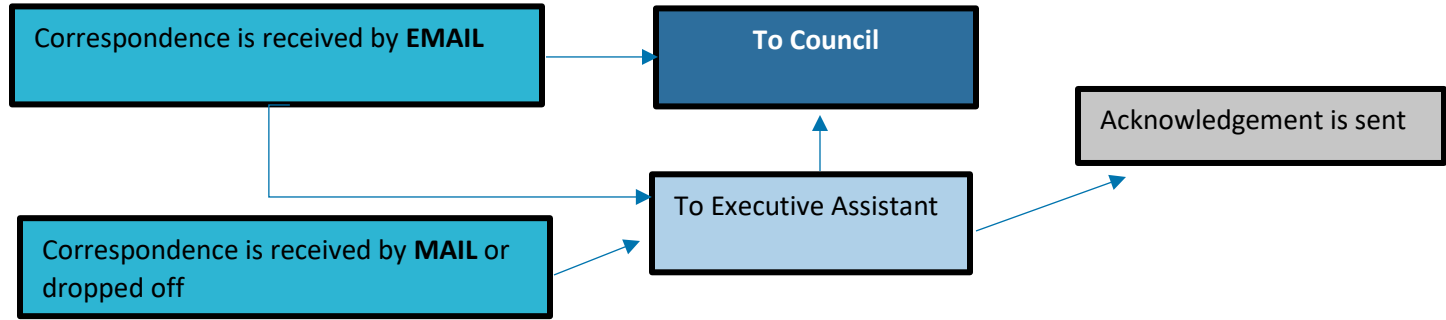 Correspondence is received by EMAIL
To Council
Acknowledgement is sent
To Executive Assistant
Correspondence is received by MAIL or
dropped off